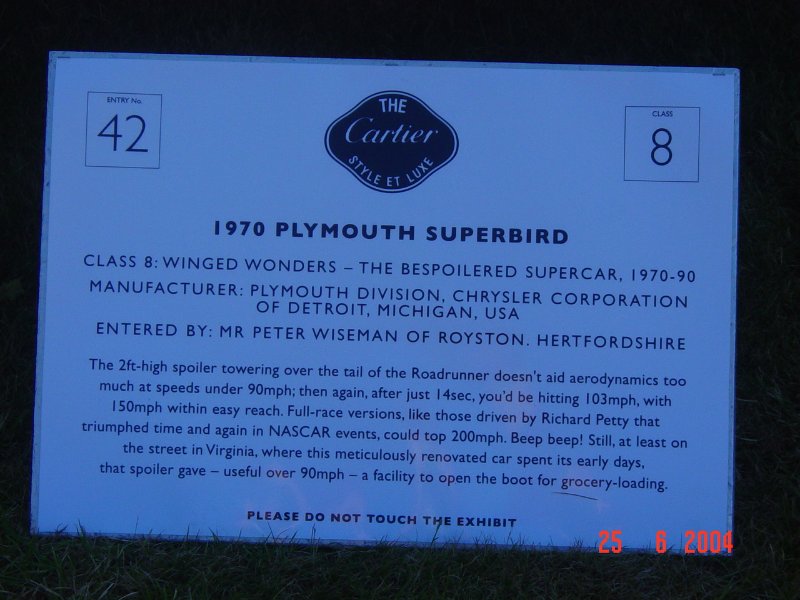 ENTRY No.
42
THE
Cartier
STYLE ET LUXE
CLASS
8
1970 PLYMOUTH SUPERBIRD
CLASS 8: WINGED WONDERS – THE BESPOILERED SUPERCAR, 1970-90
MANUFACTURER: PLYMOUTH DIVISION, CHRYSLER CORPORATION
OF DETROIT, MICHIGAN, USA
ENTERED BY: MR PETER WISEMAN OF ROYSTON. HERTFORDSHIRE
The 2ft-high spoiler towering over the tail of the Roadrunner doesn't aid aerodynamics too
much at speeds under 90mph; then again, after just 14sec, you'd be hitting 103mph, with
150mph within easy reach. Full-race versions, like those driven by Richard Petty that
triumphed time and again in NASCAR events, could top 200mph. Beep beep! Still, at least on
the street in Virginia, where this meticulously renovated car spent its early days,
that spoiler gave – useful over 90mph – a facility to open the boot for grocery-loading.
PLEASE DO NOT TOUCH THE EXHIBIT
25 6 2004